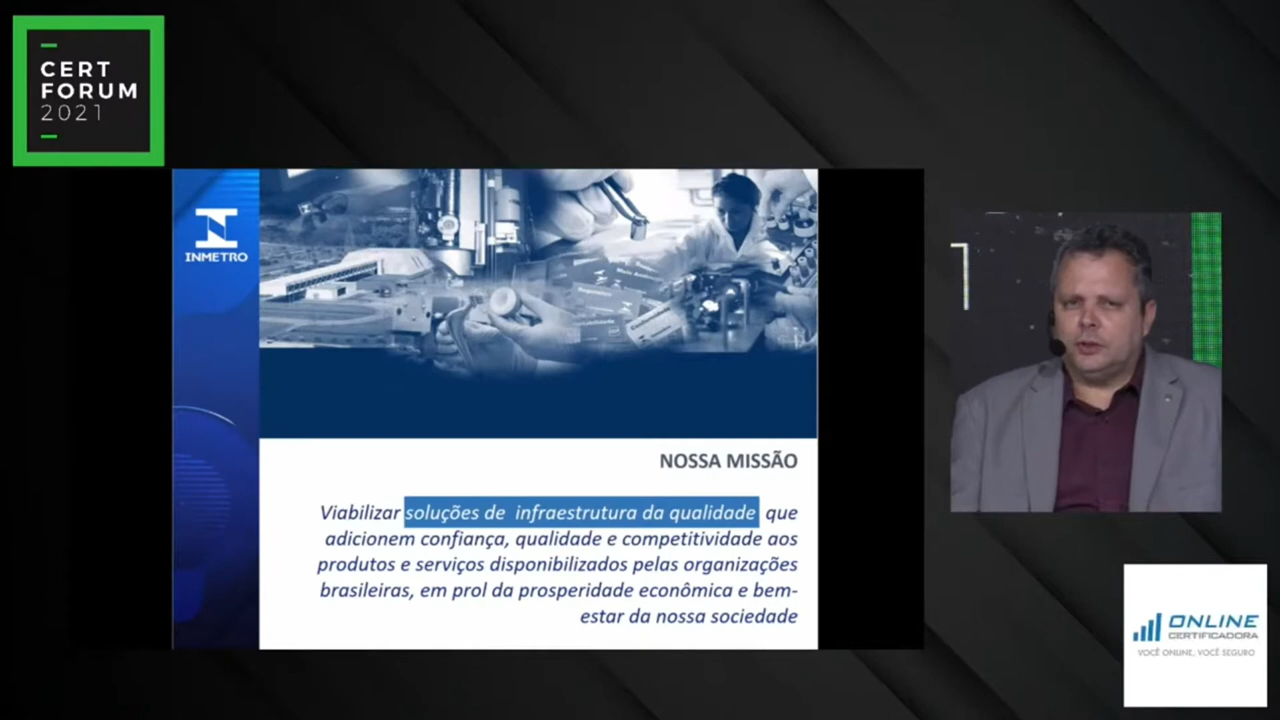 CERT
FORUM
2021
INMETRO
NOSSA MISSÃO
Viabilizar soluções de infraestrutura da qualidade que
adicionem confiança, qualidade e competitividade aos
produtos e serviços disponibilizados pelas organizações
brasileiras, em prol da prosperidade econômica e bem-
estar da nossa sociedade
ONLINE
CERTIFICADORA
VOCÊ ONLINE, VOCÊ SEGURO